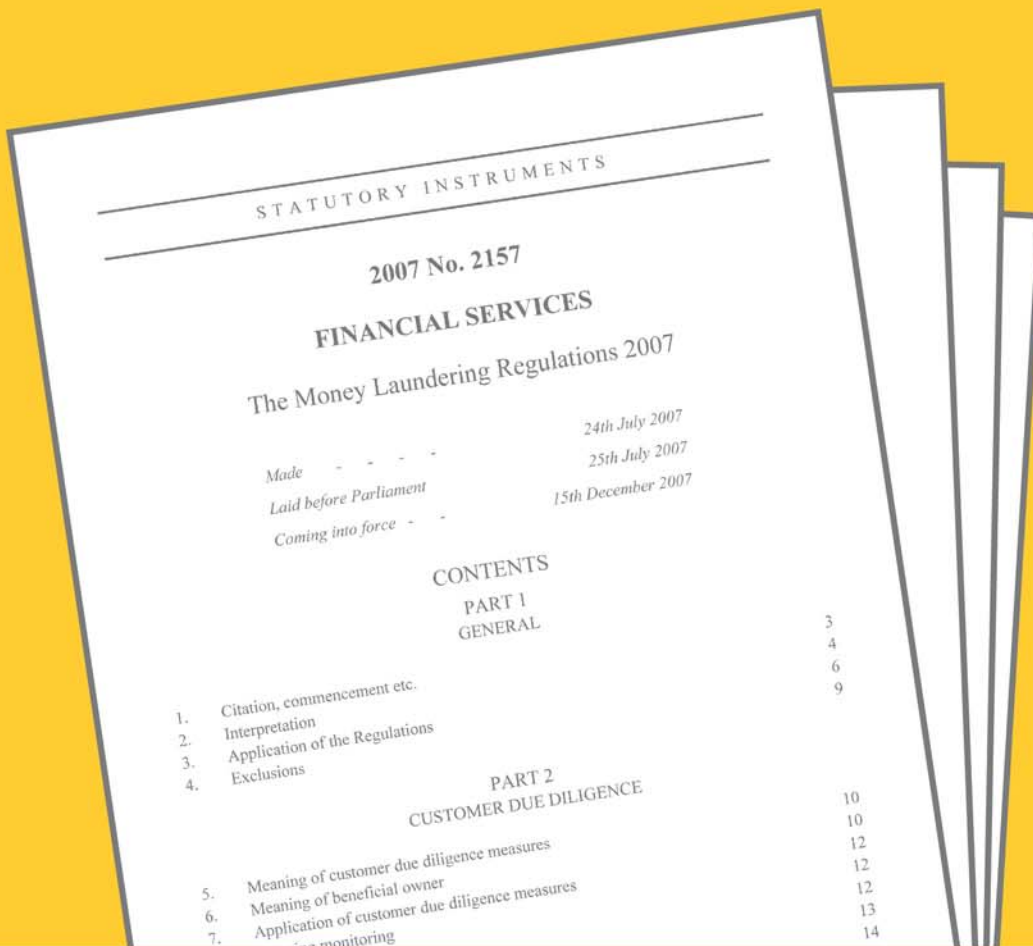 STATUTORY INSTRUMENTS
2007 No. 2157
FINANCIAL SERVICES
The Money Laundering Regulations 2007
Made - - - - 24th July 2007
Laid before Parliament 25th July 2007
Coming into force - - 15th December 2007
CONTENTS
PART 1
GENERAL
1. Citation, commencement etc. 3
2. Interpretation 4
3. Application of the Regulations 6
4. Exclusions 9
PART 2
CUSTOMER DUE DILIGENCE
5. Meaning of customer due diligence measures 10
6. Meaning of beneficial owner 10
7. Application of customer due diligence measures 12
monitoring 12
12
13
14